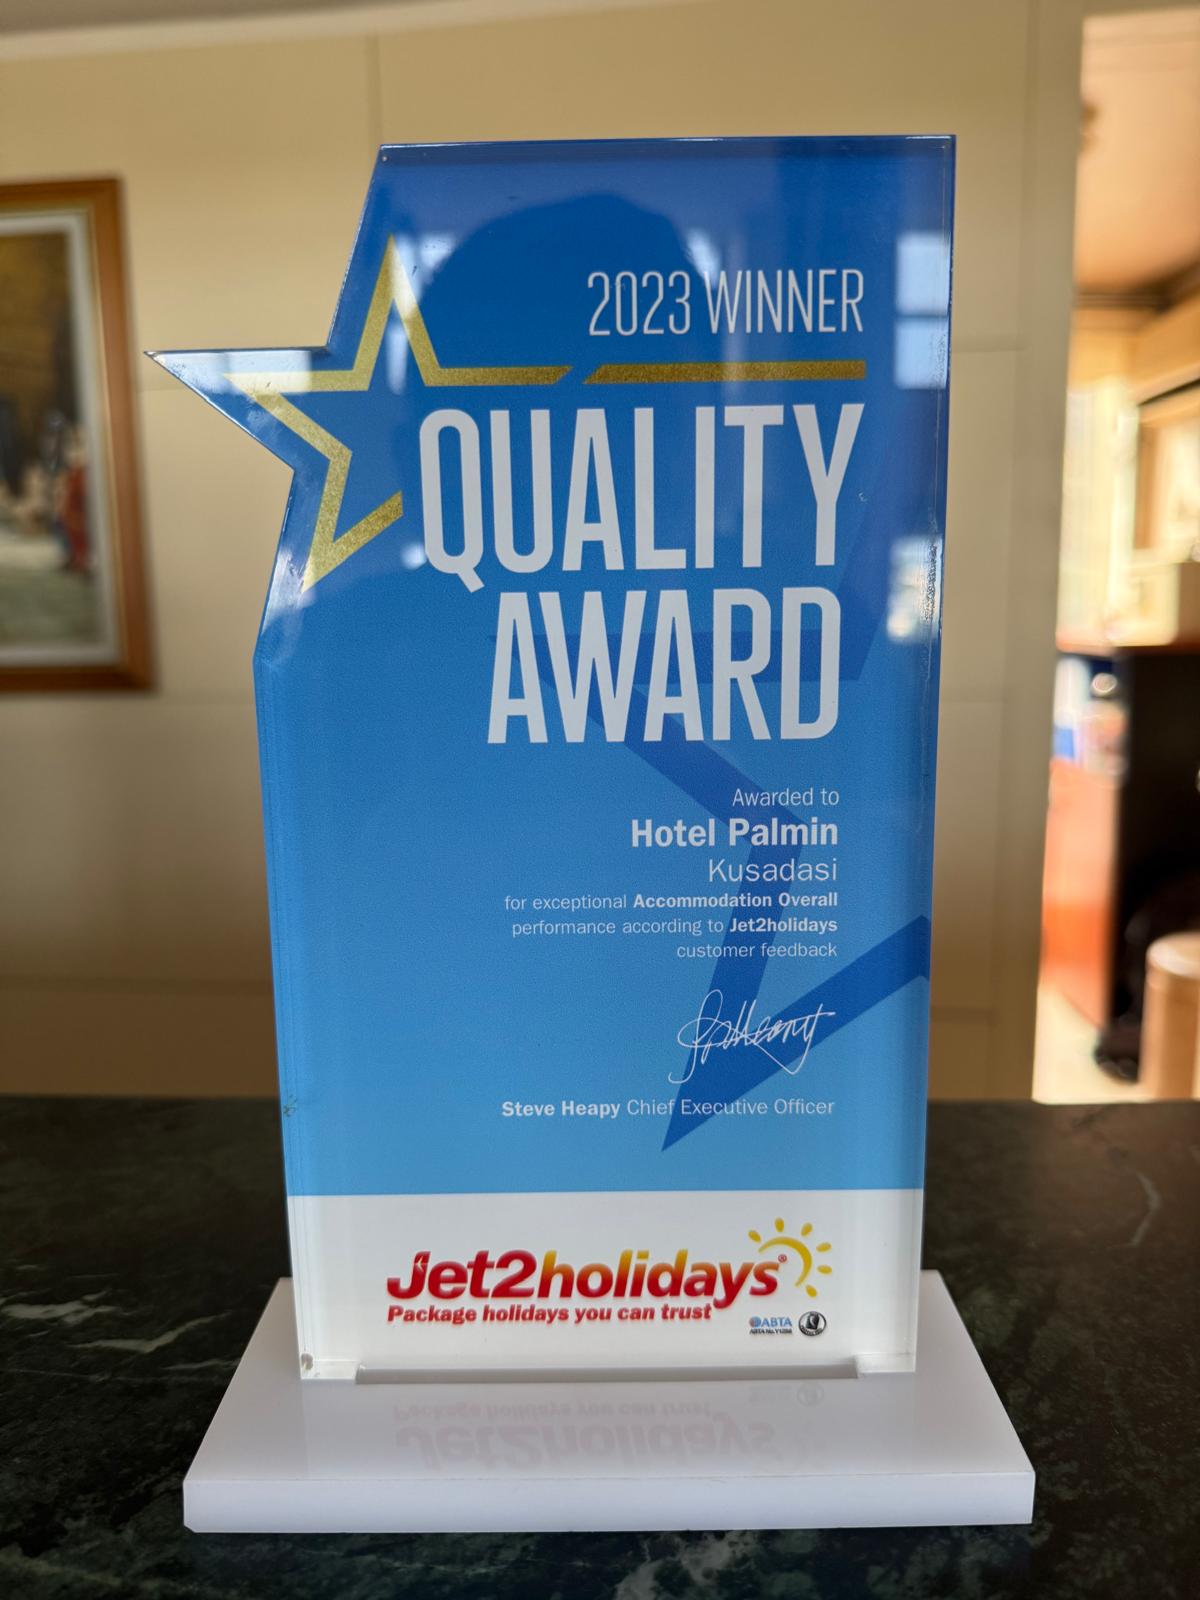 2023 WINNER
QUALITY
AWARD
Awarded to
Hotel Palmin
Kusadasi
for exceptional Accommodation Overall
performance according to Jet2holidays
customer feedback
Steve Heapy Chief Executive Officer
Jet2holidays®
Package holidays you can trust
ABTA